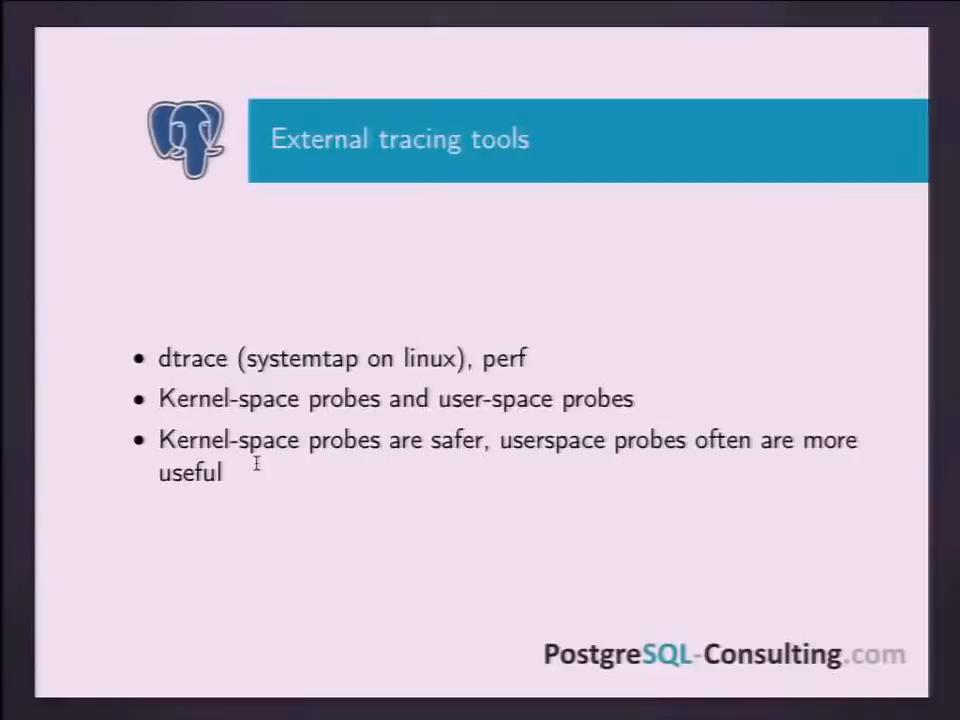 External tracing tools
• dtrace (systemtap on linux), perf
• Kernel-space probes and user-space probes
• Kernel-space probes are safer, userspace probes often are more
useful
PostgreSQL-Consulting.com